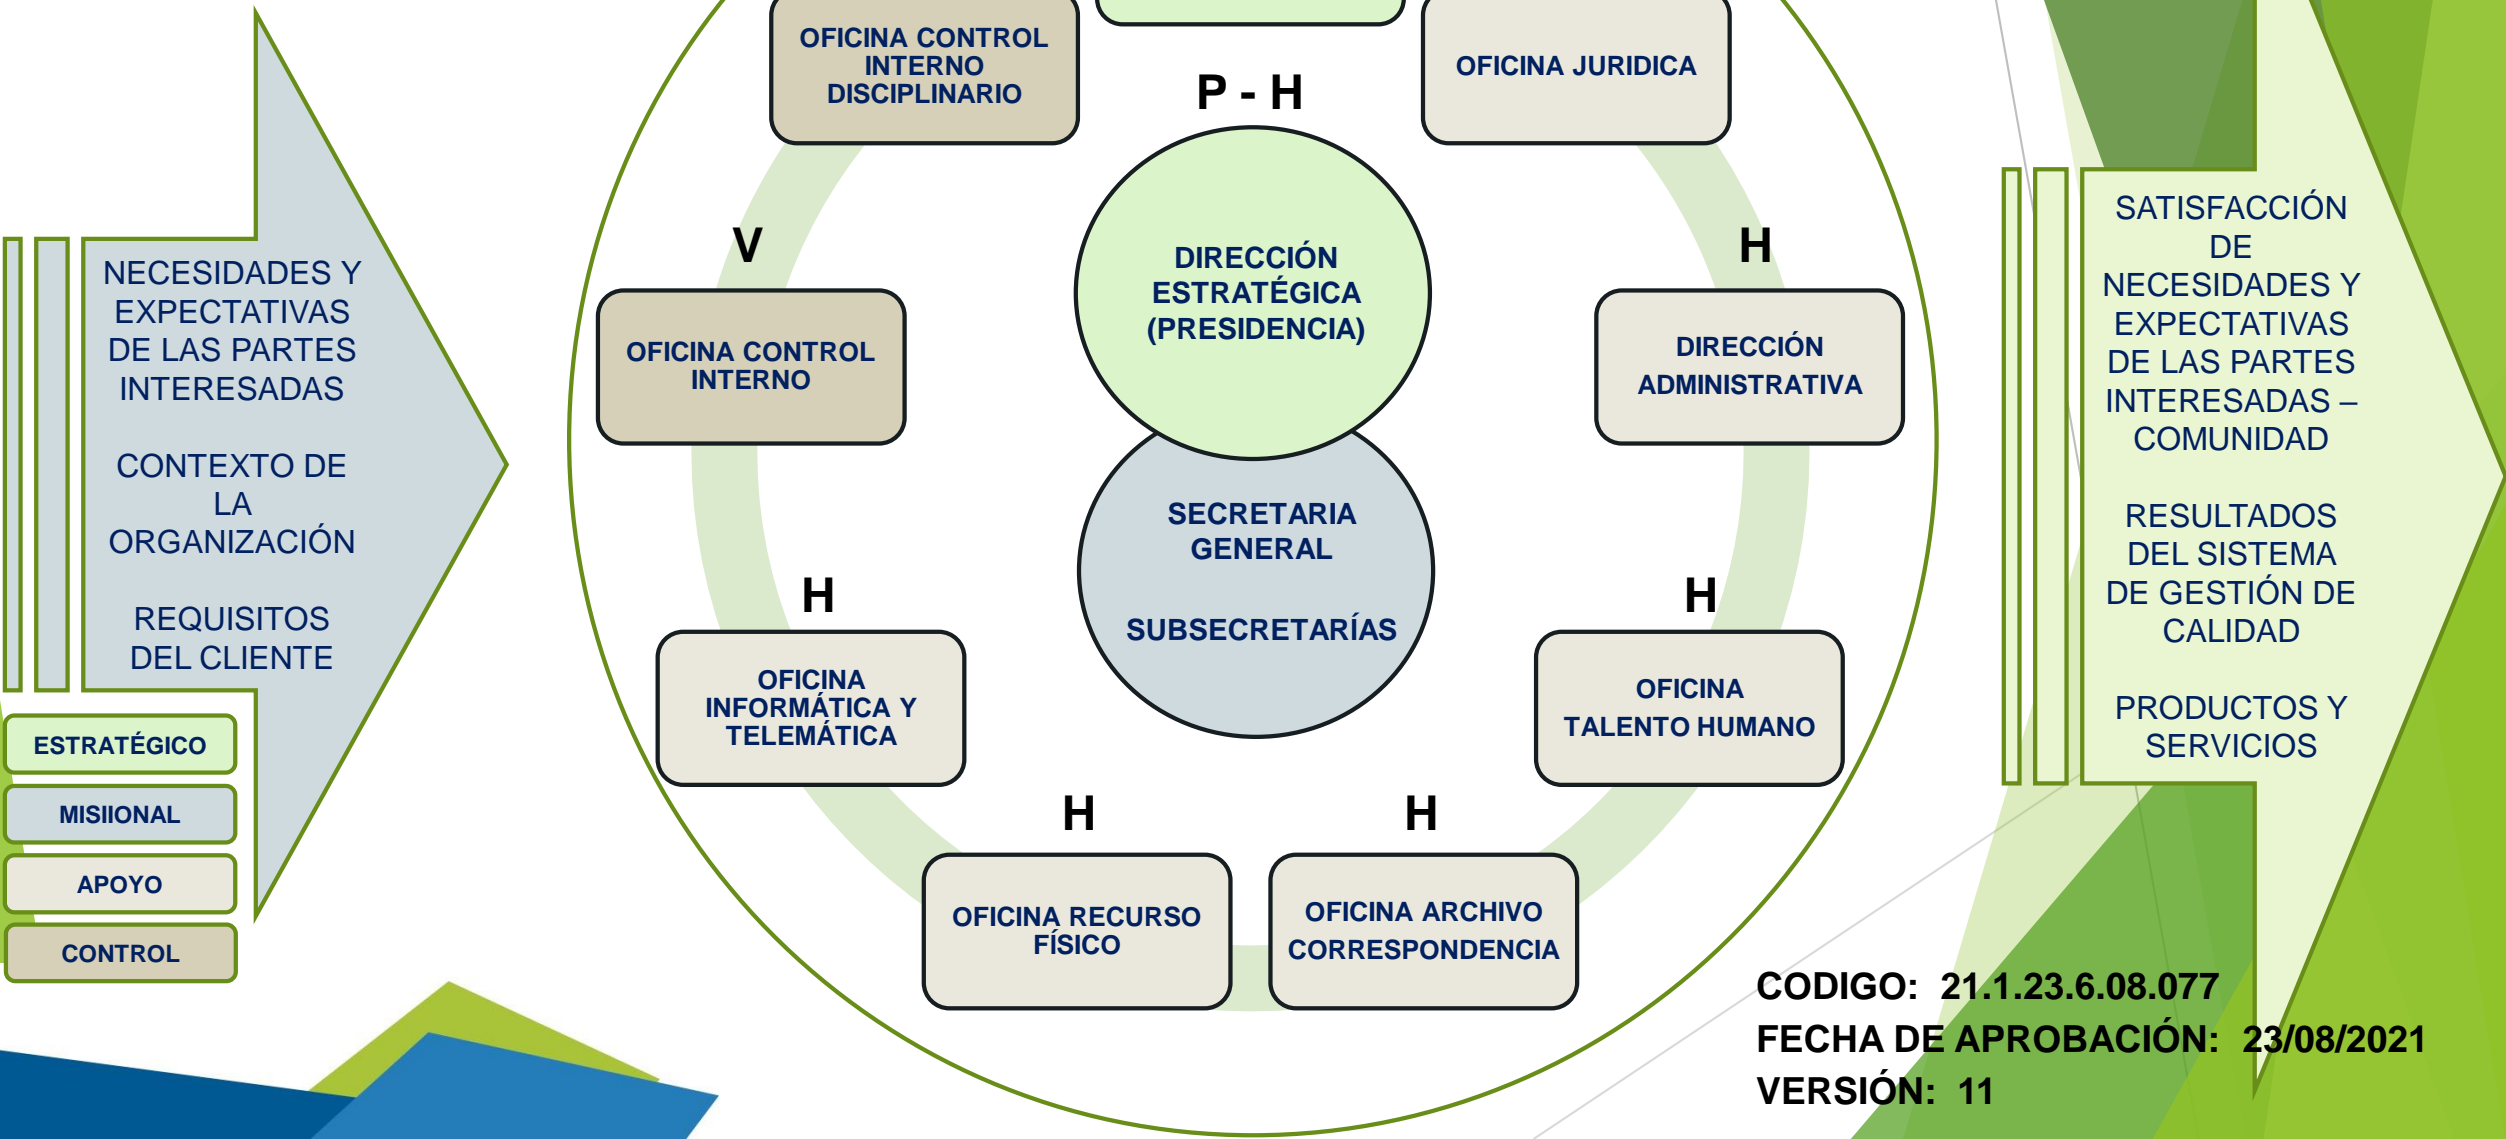 OFICINA CONTROL
INTERNO
DISCIPLINARIO
P - H
OFICINA JURIDICA
V
H
DIRECCIÓN
ESTRATÉGICA
(PRESIDENCIA)
OFICINA CONTROL
INTERNO
DIRECCIÓN
ADMINISTRATIVA
SECRETARIA
GENERAL
SUBSECRETARÍAS
H
H
OFICINA
INFORMÁTICA Y
TELEMÁTICA
OFICINA
TALENTO HUMANO
H
H
OFICINA RECURSO
FÍSICO
OFICINA ARCHIVO
CORRESPONDENCIA
NECESIDADES Y
EXPECTATIVAS
DE LAS PARTES
INTERESADAS
CONTEXTO DE
LA
ORGANIZACIÓN
REQUISITOS
DEL CLIENTE
ESTRATÉGICO
MISIIONAL
APOYO
CONTROL
SATISFACCIÓN
DE
NECESIDADES Y
EXPECTATIVAS
DE LAS PARTES
INTERESADAS –
COMUNIDAD
RESULTADOS
DEL SISTEMA
DE GESTIÓN DE
CALIDAD
PRODUCTOS Y
SERVICIOS
CODIGO: 21.1.23.6.08.077
FECHA DE APROBACIÓN: 23/08/2021
VERSIÓN: 11